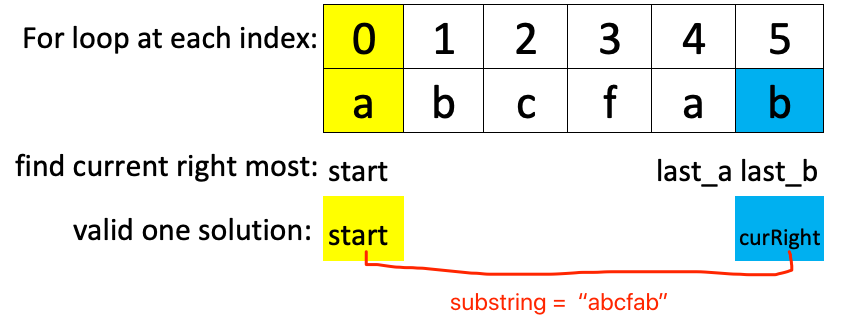 For loop at each index: 0 1 2 3 4 5
a b c f a b
find current right most: start last_a last_b
valid one solution: start curRight
substring = “abcfab”